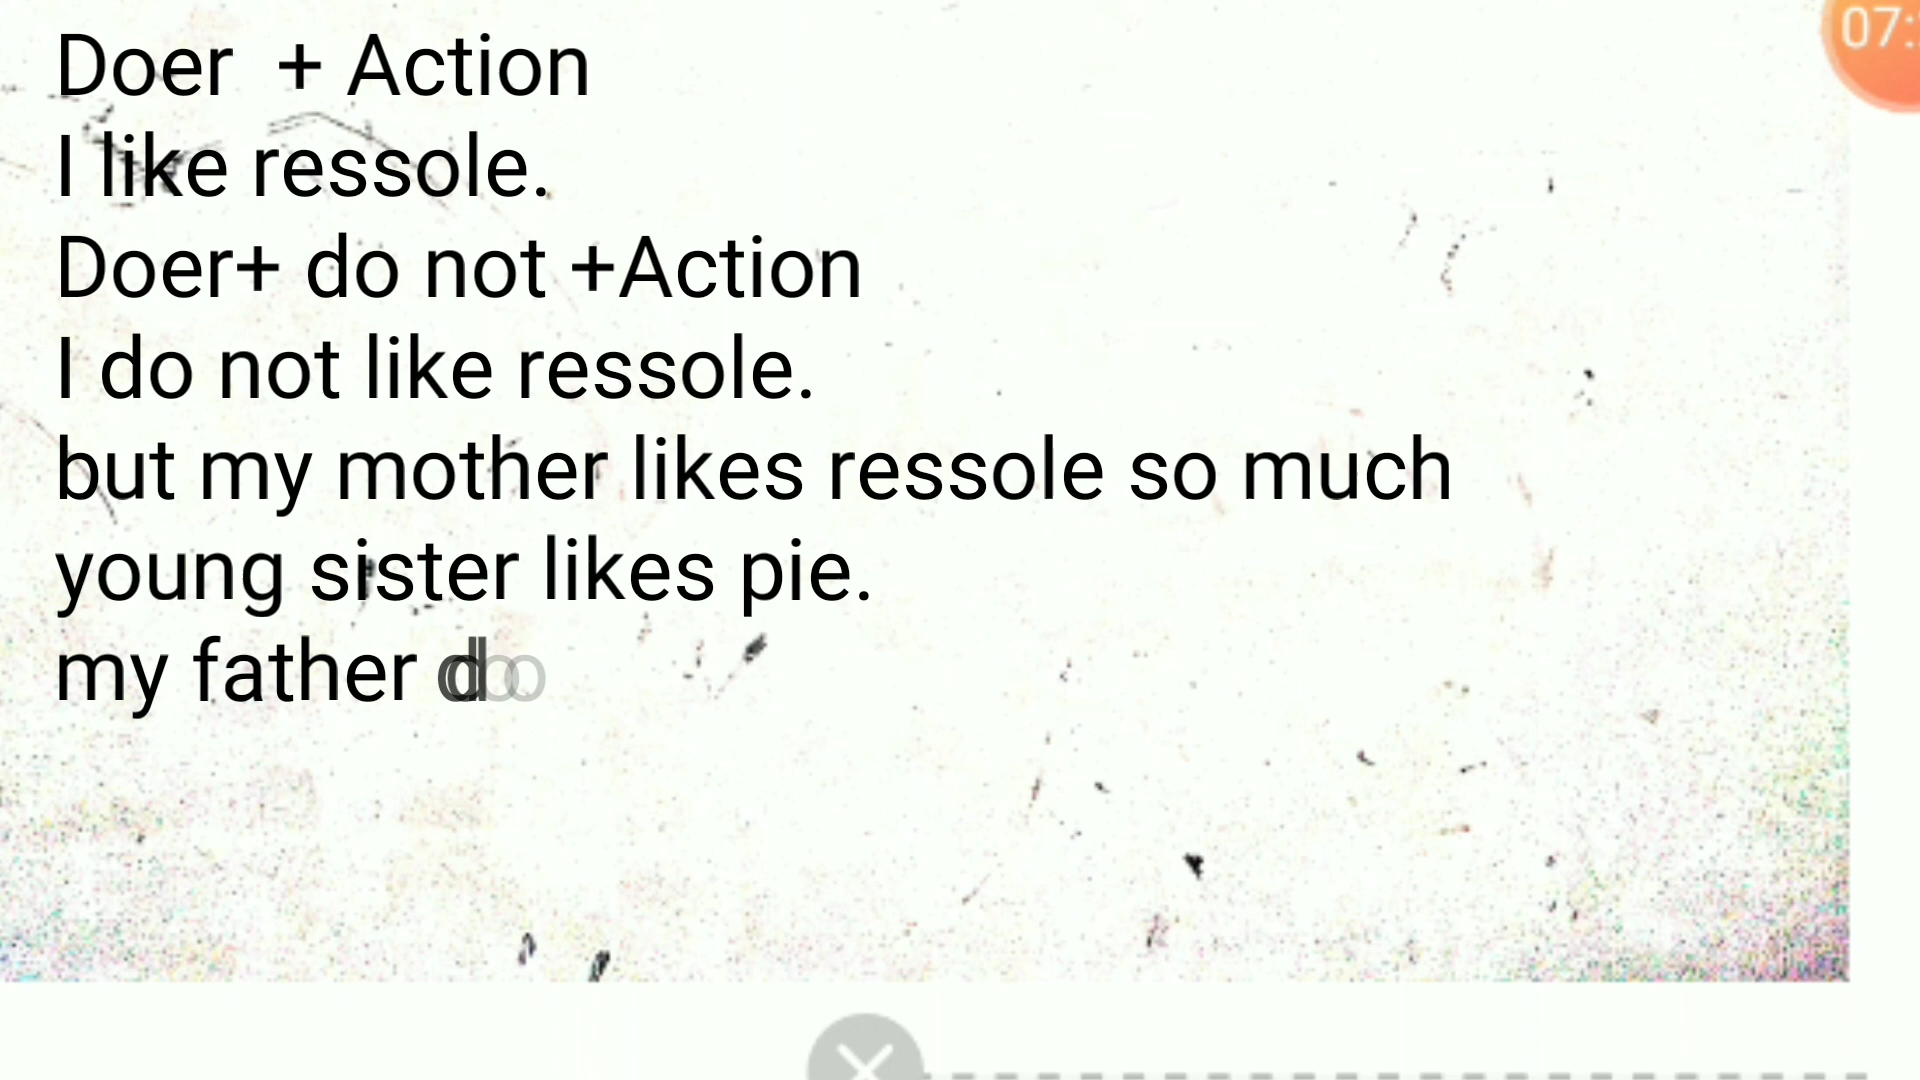 Doer + Action
I like ressole.
Doer+ do not +Action
I do not like ressole.
but my mother likes ressole so much
young sister likes pie.
my father
07: